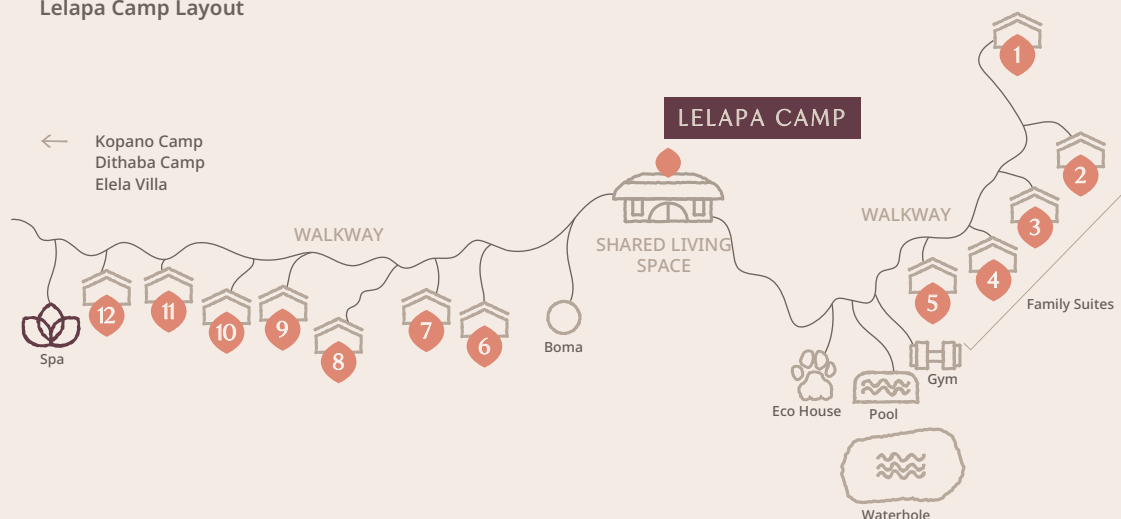 Lelapa Camp Layout
1
LELAPA CAMP
Kopano Camp
Dithaba Camp
Elela Villa
2
WALKWAY
3
WALKWAY
SHARED LIVING
SPACE
4
5
Family Suites
12
11
10
9
8
7
6
Boma
Spa
Gym
Eco House
Pool
Waterhole